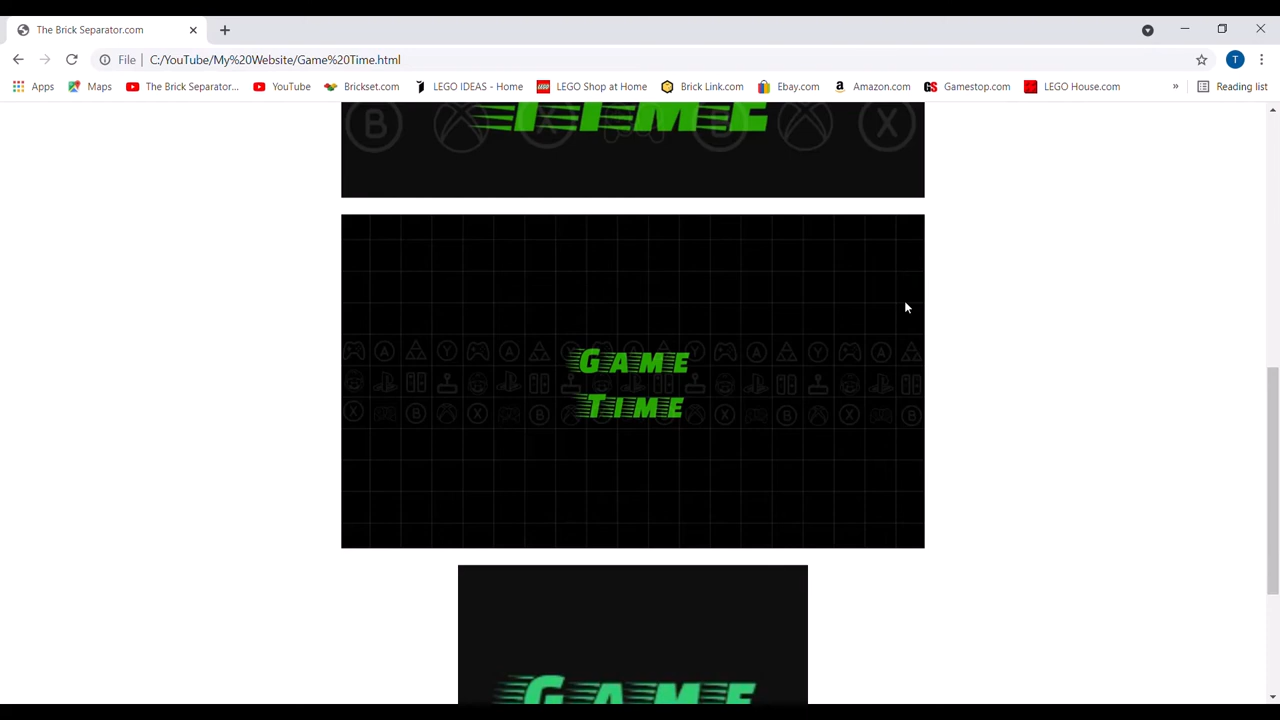 The Brick Separator.com
File
C:/YouTube/My%20Website/Game%20Time.html
T
Apps
Maps
The Brick Separator...
YouTube
Brickset.com
LEGO IDEAS - Home
LEGO Shop at Home
Brick Link.com
Ebay.com
Gamestop.com
LEGO House.com
»
Reading list
TIME
B
X
GAME
TIME
GAME